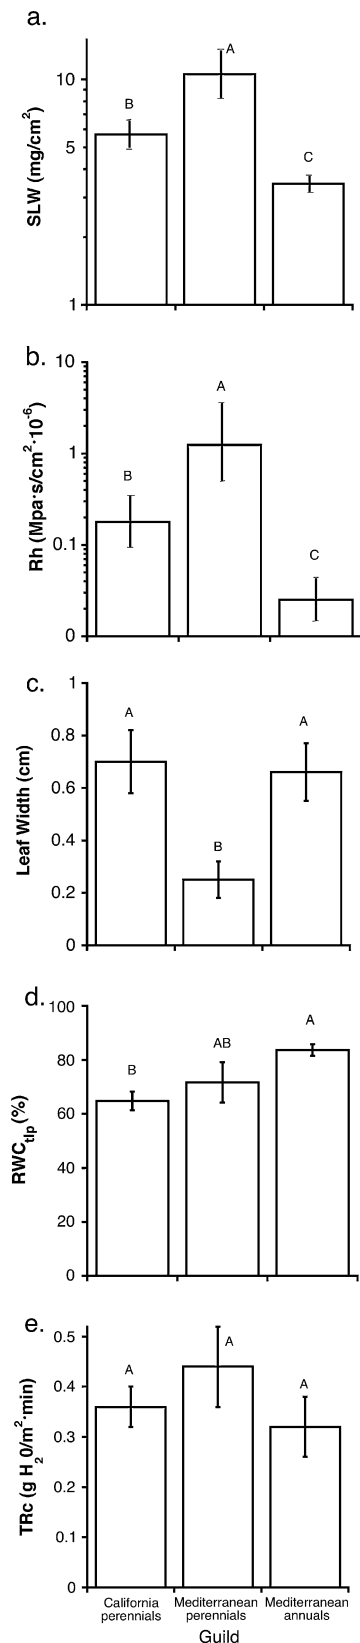 a.
A
10
B
SLW (mg/cm²)
5
C
1
b.
10
A
Rh (Mpa·s/cm²·10⁻⁶)
1
B
0.1
C
0
c.
1
A
A
0.8
Leaf Width (cm)
0.6
0.4
B
0.2
0
d.
100
A
AB
80
B
RWCtlp (%)
60
40
20
0
e.
0.5
A
A
A
0.4
TRc (g H₂0/m²·min)
0.3
0.2
0.1
0
California Mediterranean Mediterranean
perennials perennials annuals
Guild